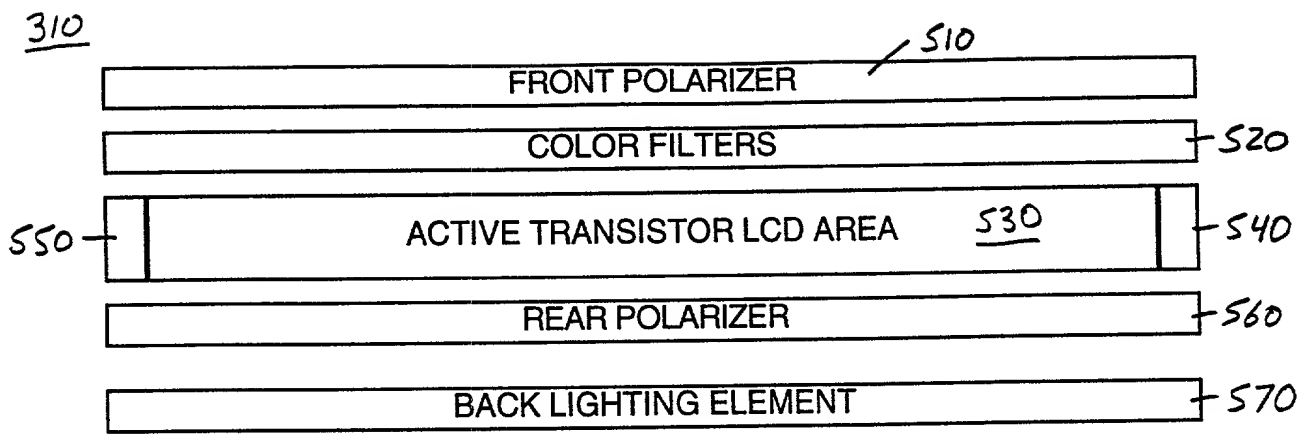 310
510
FRONT POLARIZER
COLOR FILTERS
520
550
ACTIVE TRANSISTOR LCD AREA 530
540
REAR POLARIZER
560
BACK LIGHTING ELEMENT
570